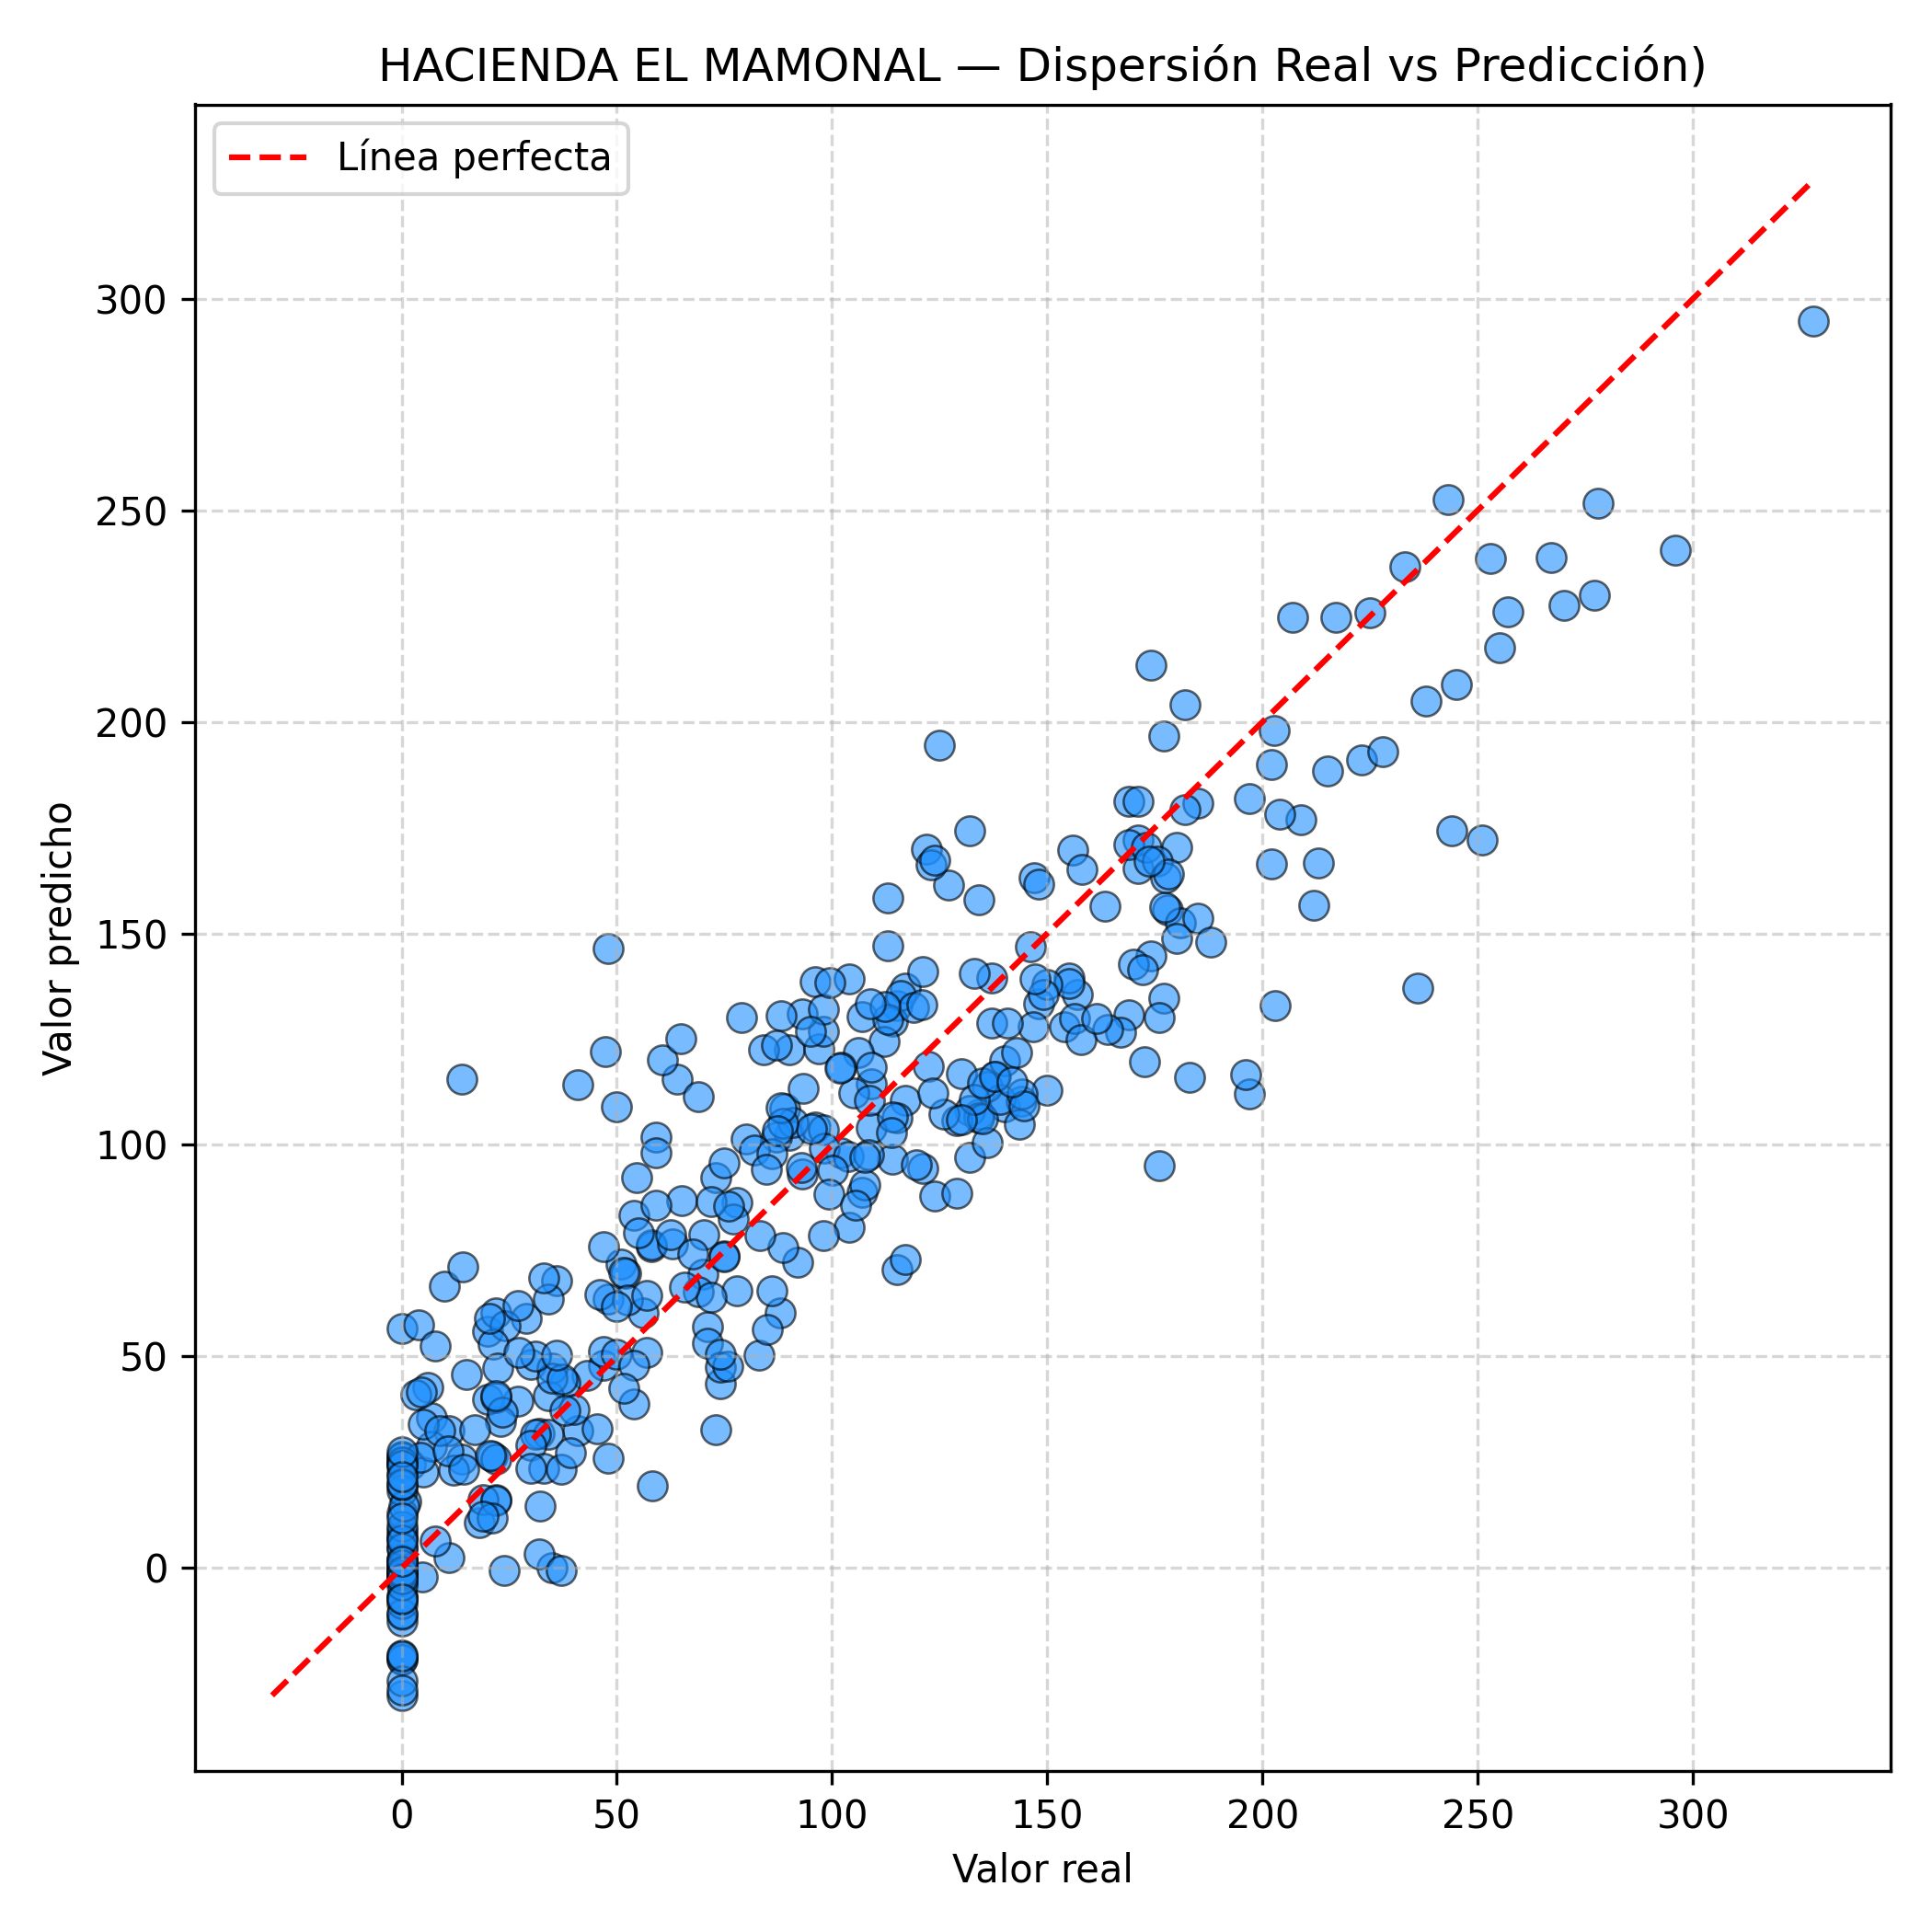 HACIENDA EL MAMONAL — Dispersión Real vs Predicción)
Línea perfecta
300
250
200
150
100
50
0
Valor predicho
0 50 100 150 200 250 300
Valor real